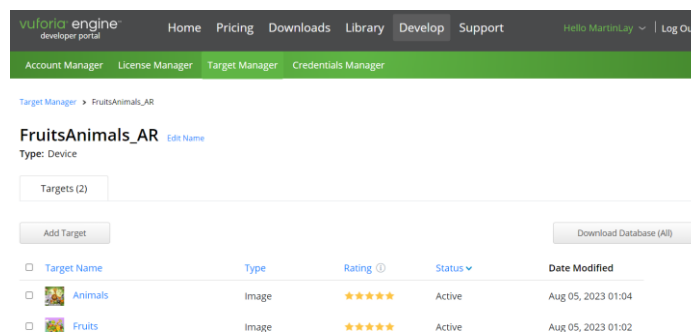 vuforia engine™ Home Pricing Downloads Library Develop Support Hello MartinLay | Log Ou
developer portal
Account Manager License Manager Target Manager Credentials Manager
Target Manager > FruitsAnimals_AR
FruitsAnimals_AR Edit Name
Type: Device
Targets (2)
Add Target Download Database (All)
Target Name Type Rating Status Date Modified
Animals Image Active Aug 05, 2023 01:04
Fruits Image Active Aug 05, 2023 01:02